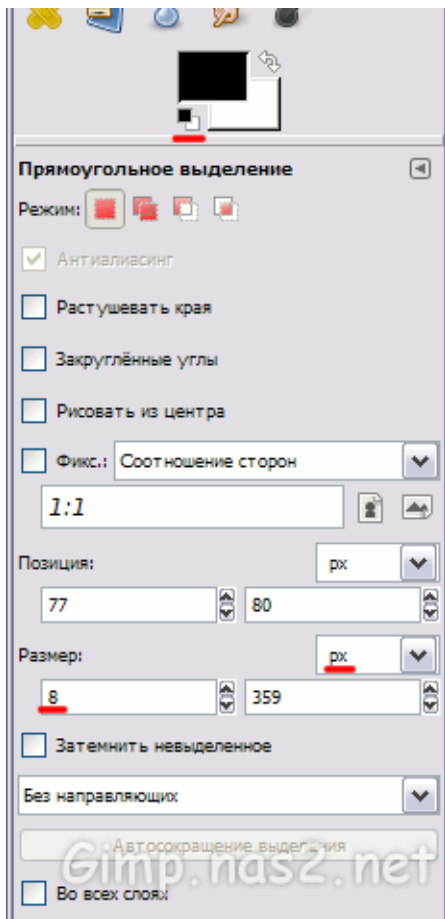 Прямоугольное выделение
Режим:
Антиалиасинг
Растушевать края
Закруглённые углы
Рисовать из центра
Фикс.: Соотношение сторон
1:1
Позиция: px
77 80
Размер: px
8 359
Затемнить невыделенное
Без направляющих
Автосокращение выделения
Gimp.nas2.net
Во всех слоях